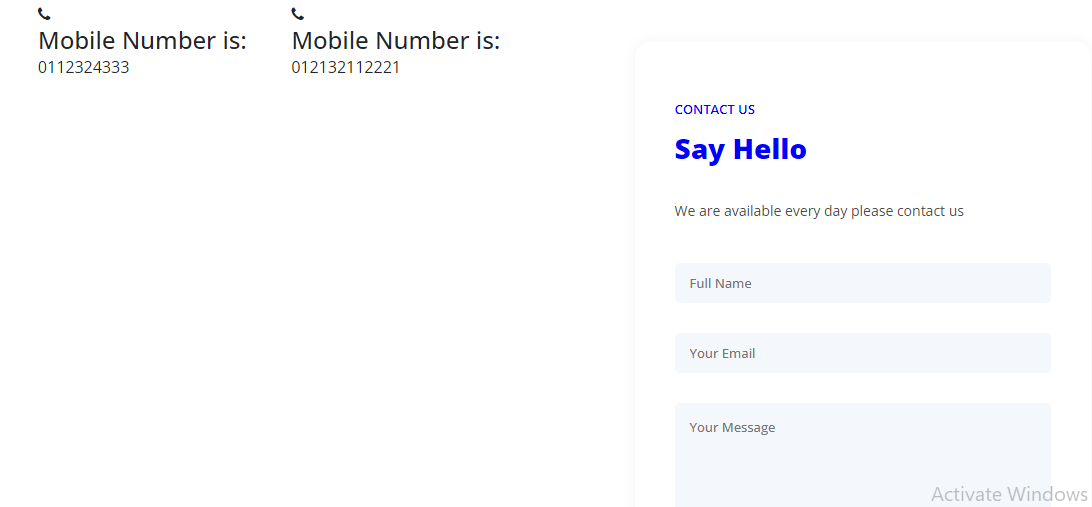 Mobile Number is:
0112324333
Mobile Number is:
012132112221
CONTACT US
Say Hello
We are available every day please contact us
Full Name
Your Email
Your Message
Activate Windows